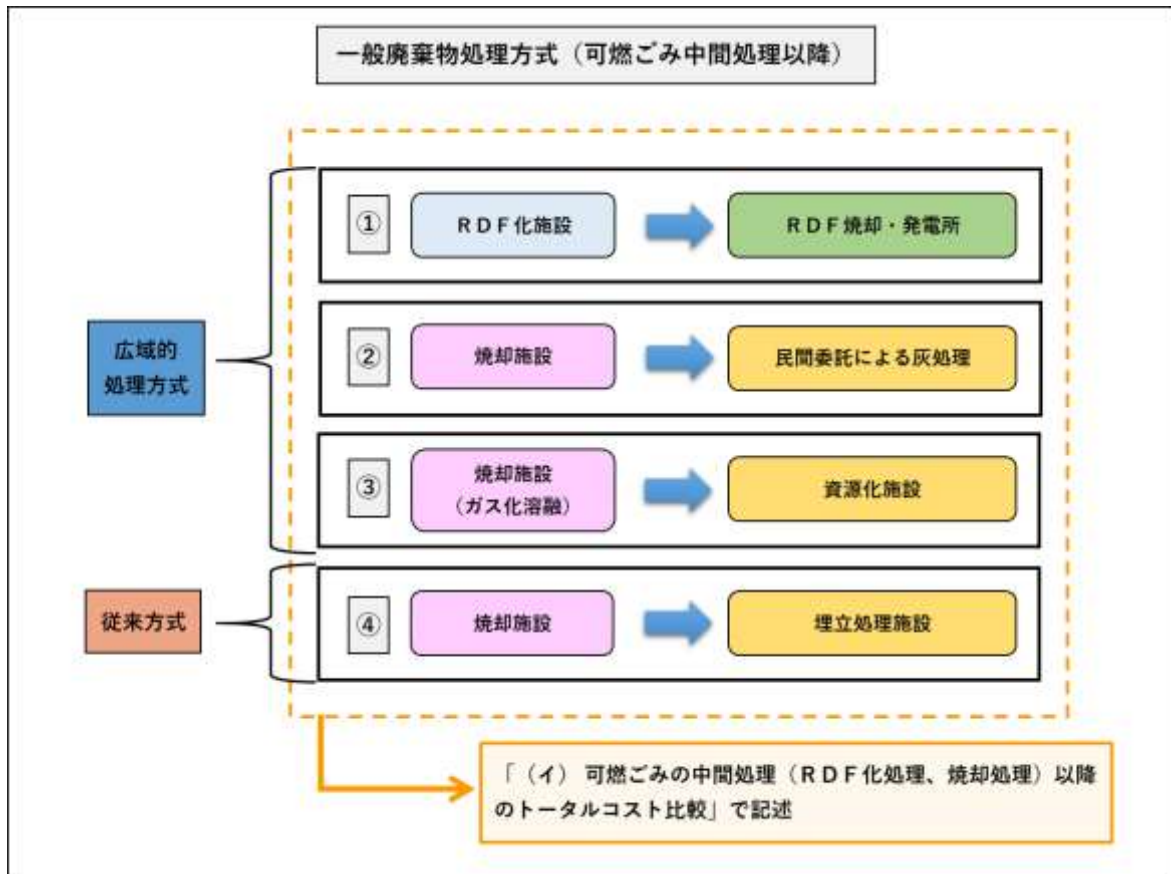 一般廃棄物処理方式（可燃ごみ中間処理以降）
①
ＲＤＦ化施設
ＲＤＦ焼却・発電所
広域的
処理方式
②
焼却施設
民間委託による灰処理
③
焼却施設
（ガス化溶融）
資源化施設
従来方式
④
焼却施設
埋立処理施設
「（イ） 可燃ごみの中間処理（ＲＤＦ化処理、焼却処理）以降
のトータルコスト比較」で記述